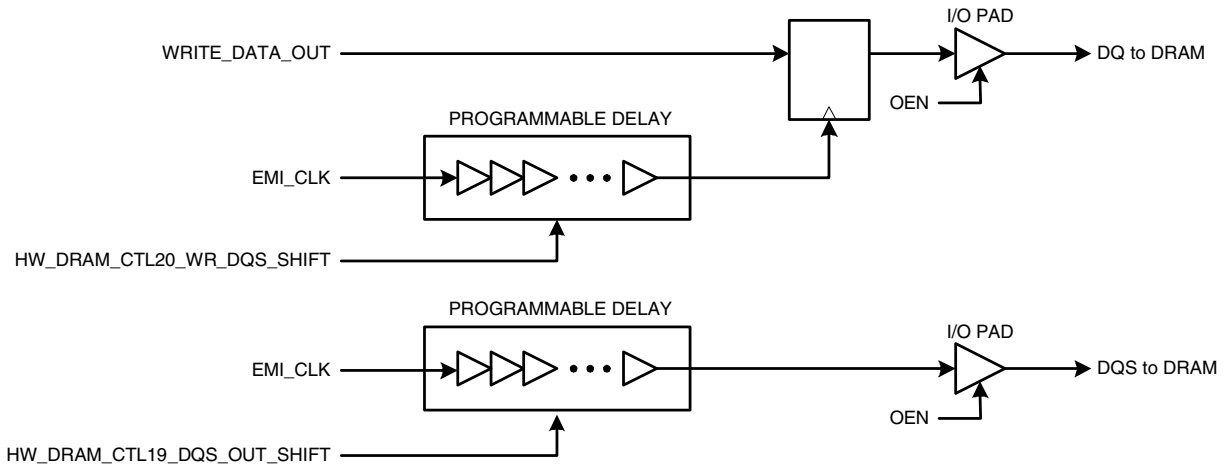 I/O PAD
WRITE_DATA_OUT
DQ to DRAM
OEN
PROGRAMMABLE DELAY
EMI_CLK
HW_DRAM_CTL20_WR_DQS_SHIFT
PROGRAMMABLE DELAY
I/O PAD
EMI_CLK
DQS to DRAM
OEN
HW_DRAM_CTL19_DQS_OUT_SHIFT